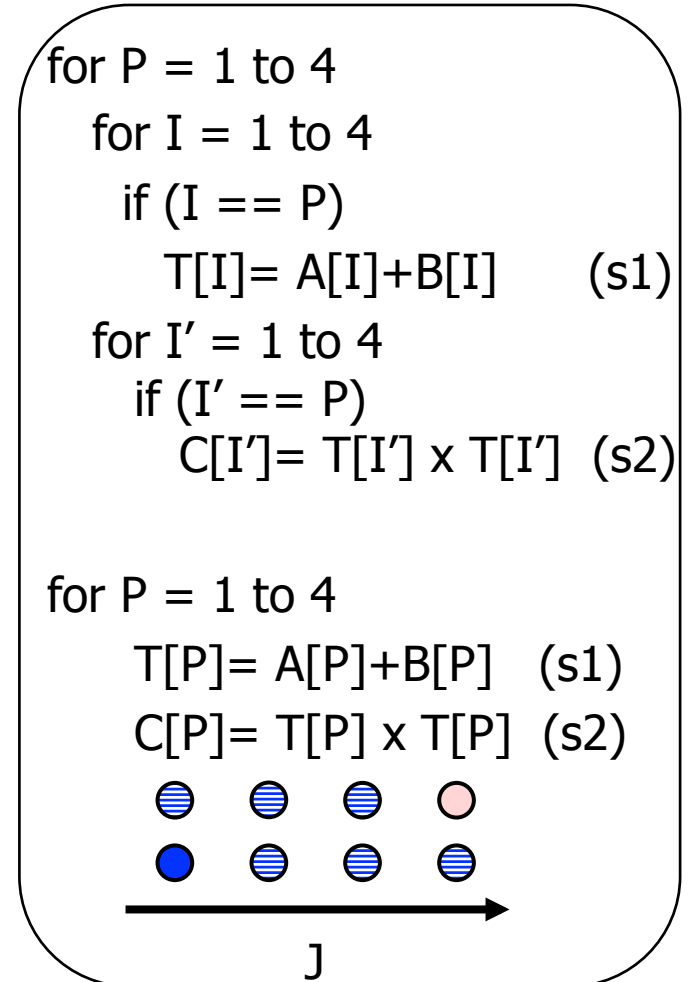 for P = 1 to 4
for I = 1 to 4
if (I == P)
T[I]= A[I]+B[I] (s1)
for I’ = 1 to 4
if (I’ == P)
C[I’]= T[I’] x T[I’] (s2)
for P = 1 to 4
T[P]= A[P]+B[P] (s1)
C[P]= T[P] x T[P] (s2)
J